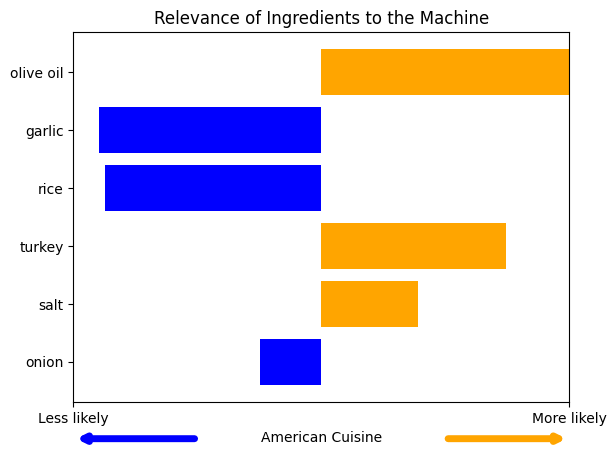 Relevance of Ingredients to the Machine
olive oil
garlic
rice
turkey
salt
onion
Less likely
More likely
American Cuisine